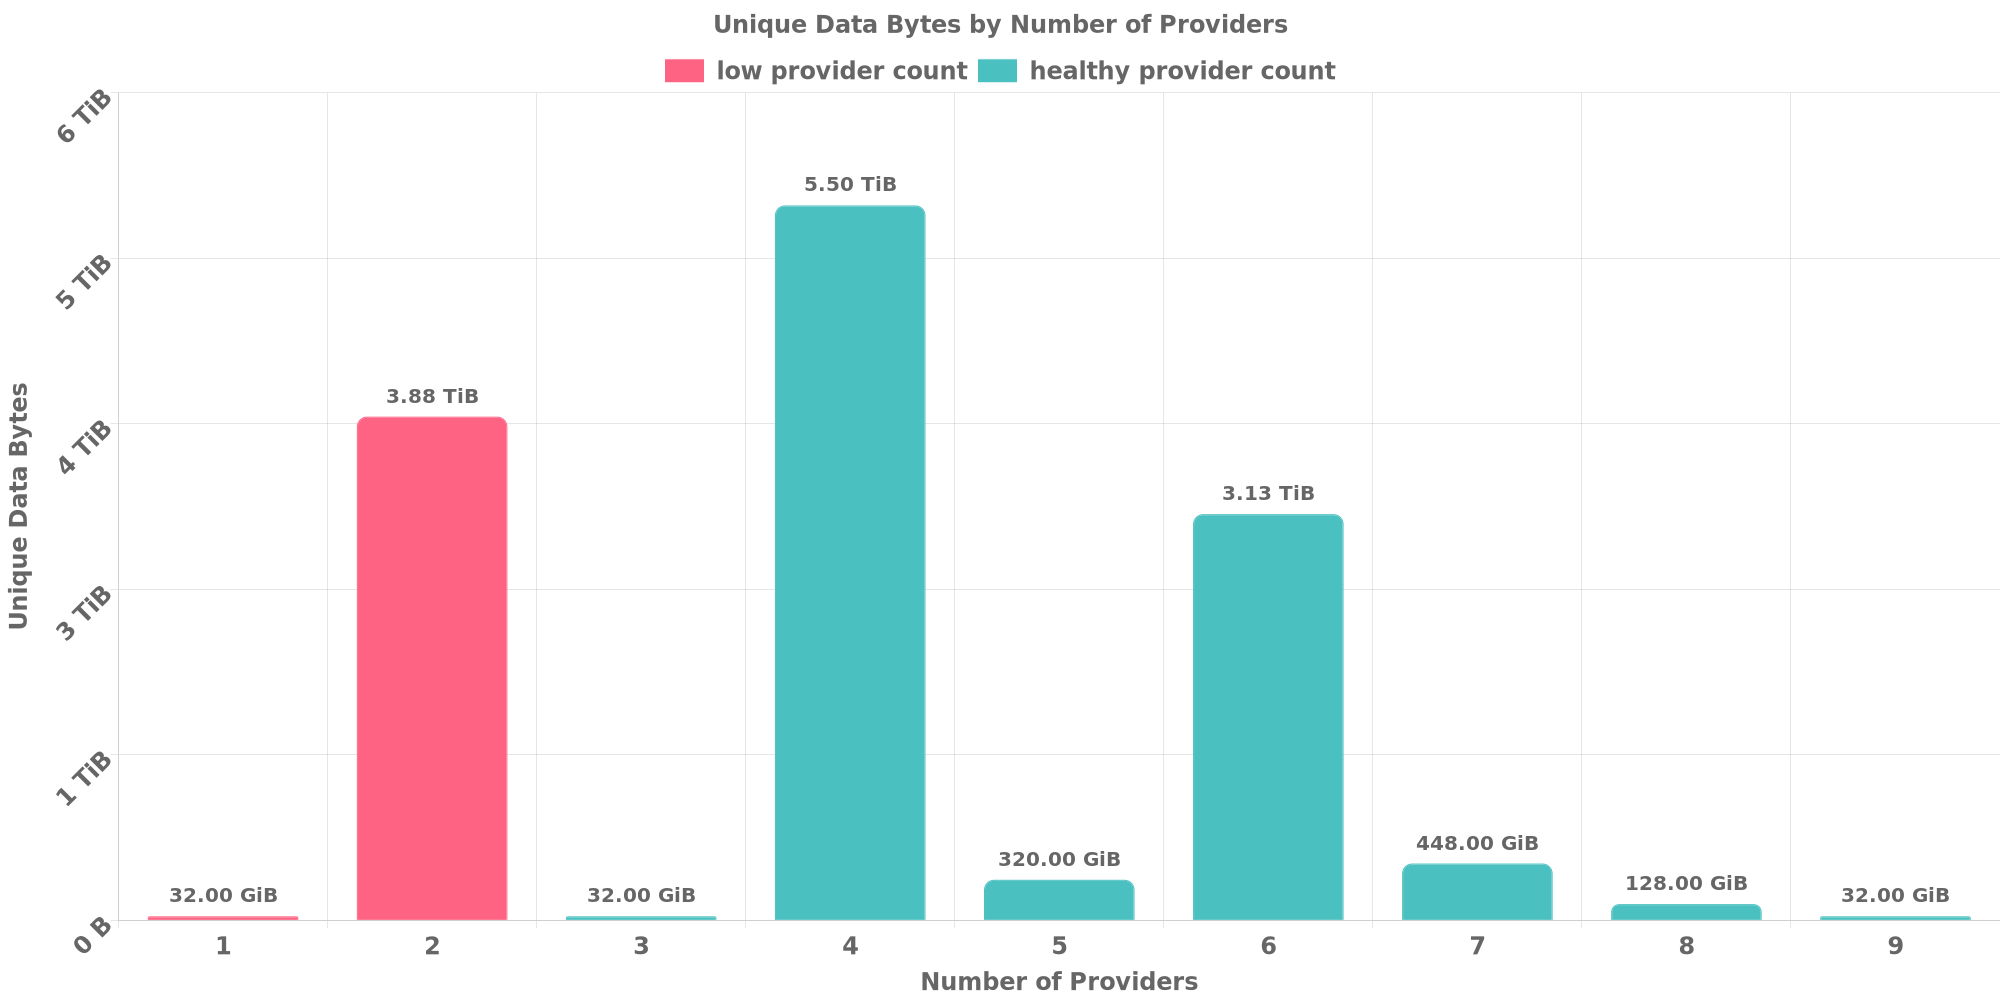 Unique Data Bytes by Number of Providers
low provider count
healthy provider count
6 TiB
5 TiB
4 TiB
3 TiB
1 TiB
0 B
Unique Data Bytes
32.00 GiB
3.88 TiB
32.00 GiB
5.50 TiB
320.00 GiB
3.13 TiB
448.00 GiB
128.00 GiB
32.00 GiB
1 2 3 4 5 6 7 8 9
Number of Providers